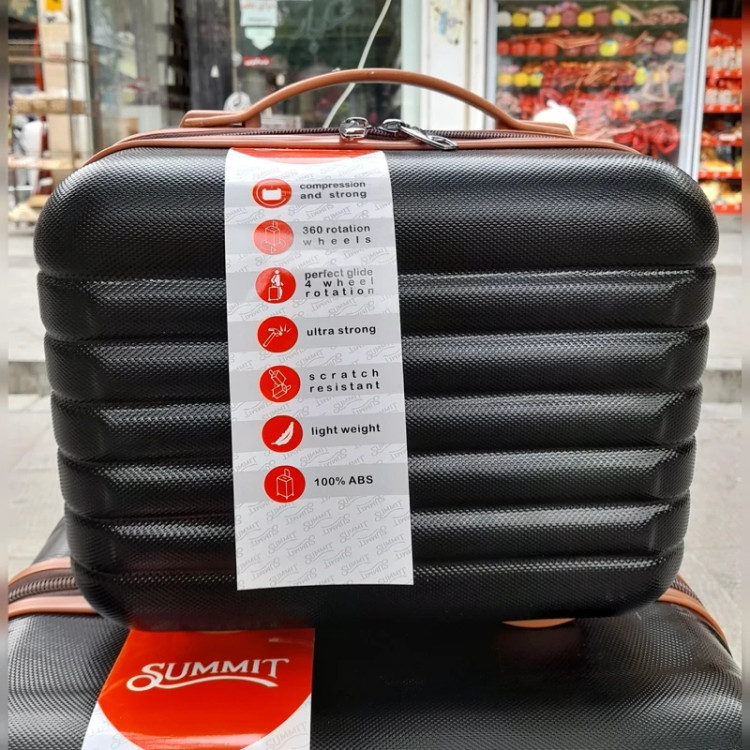 compression
and strong
360 rotation
wheels
perfect glide
4 wheel
rotation
ultra strong
scratch
resistant
light weight
100% ABS
SUMMIT